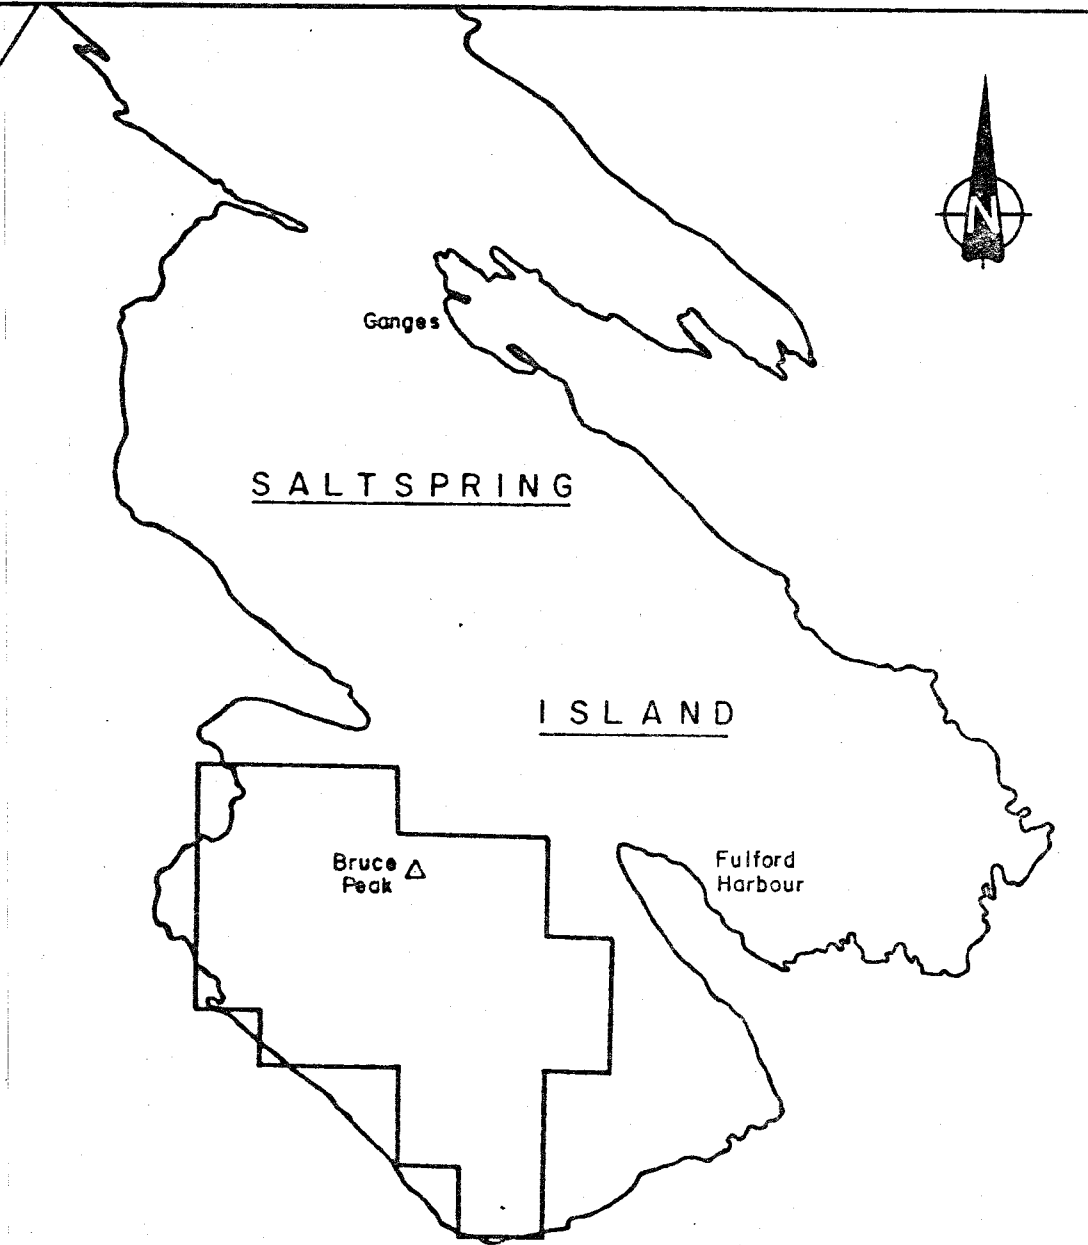 N
Ganges
SALTSPRING
ISLAND
Bruce
Peak
Fulford
Harbour